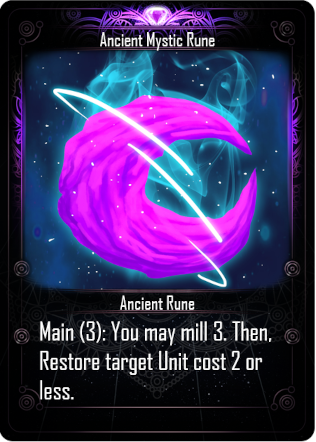 Ancient Mystic Rune
Ancient Rune
Main (3): You may mill 3. Then,
Restore target Unit cost 2 or
less.